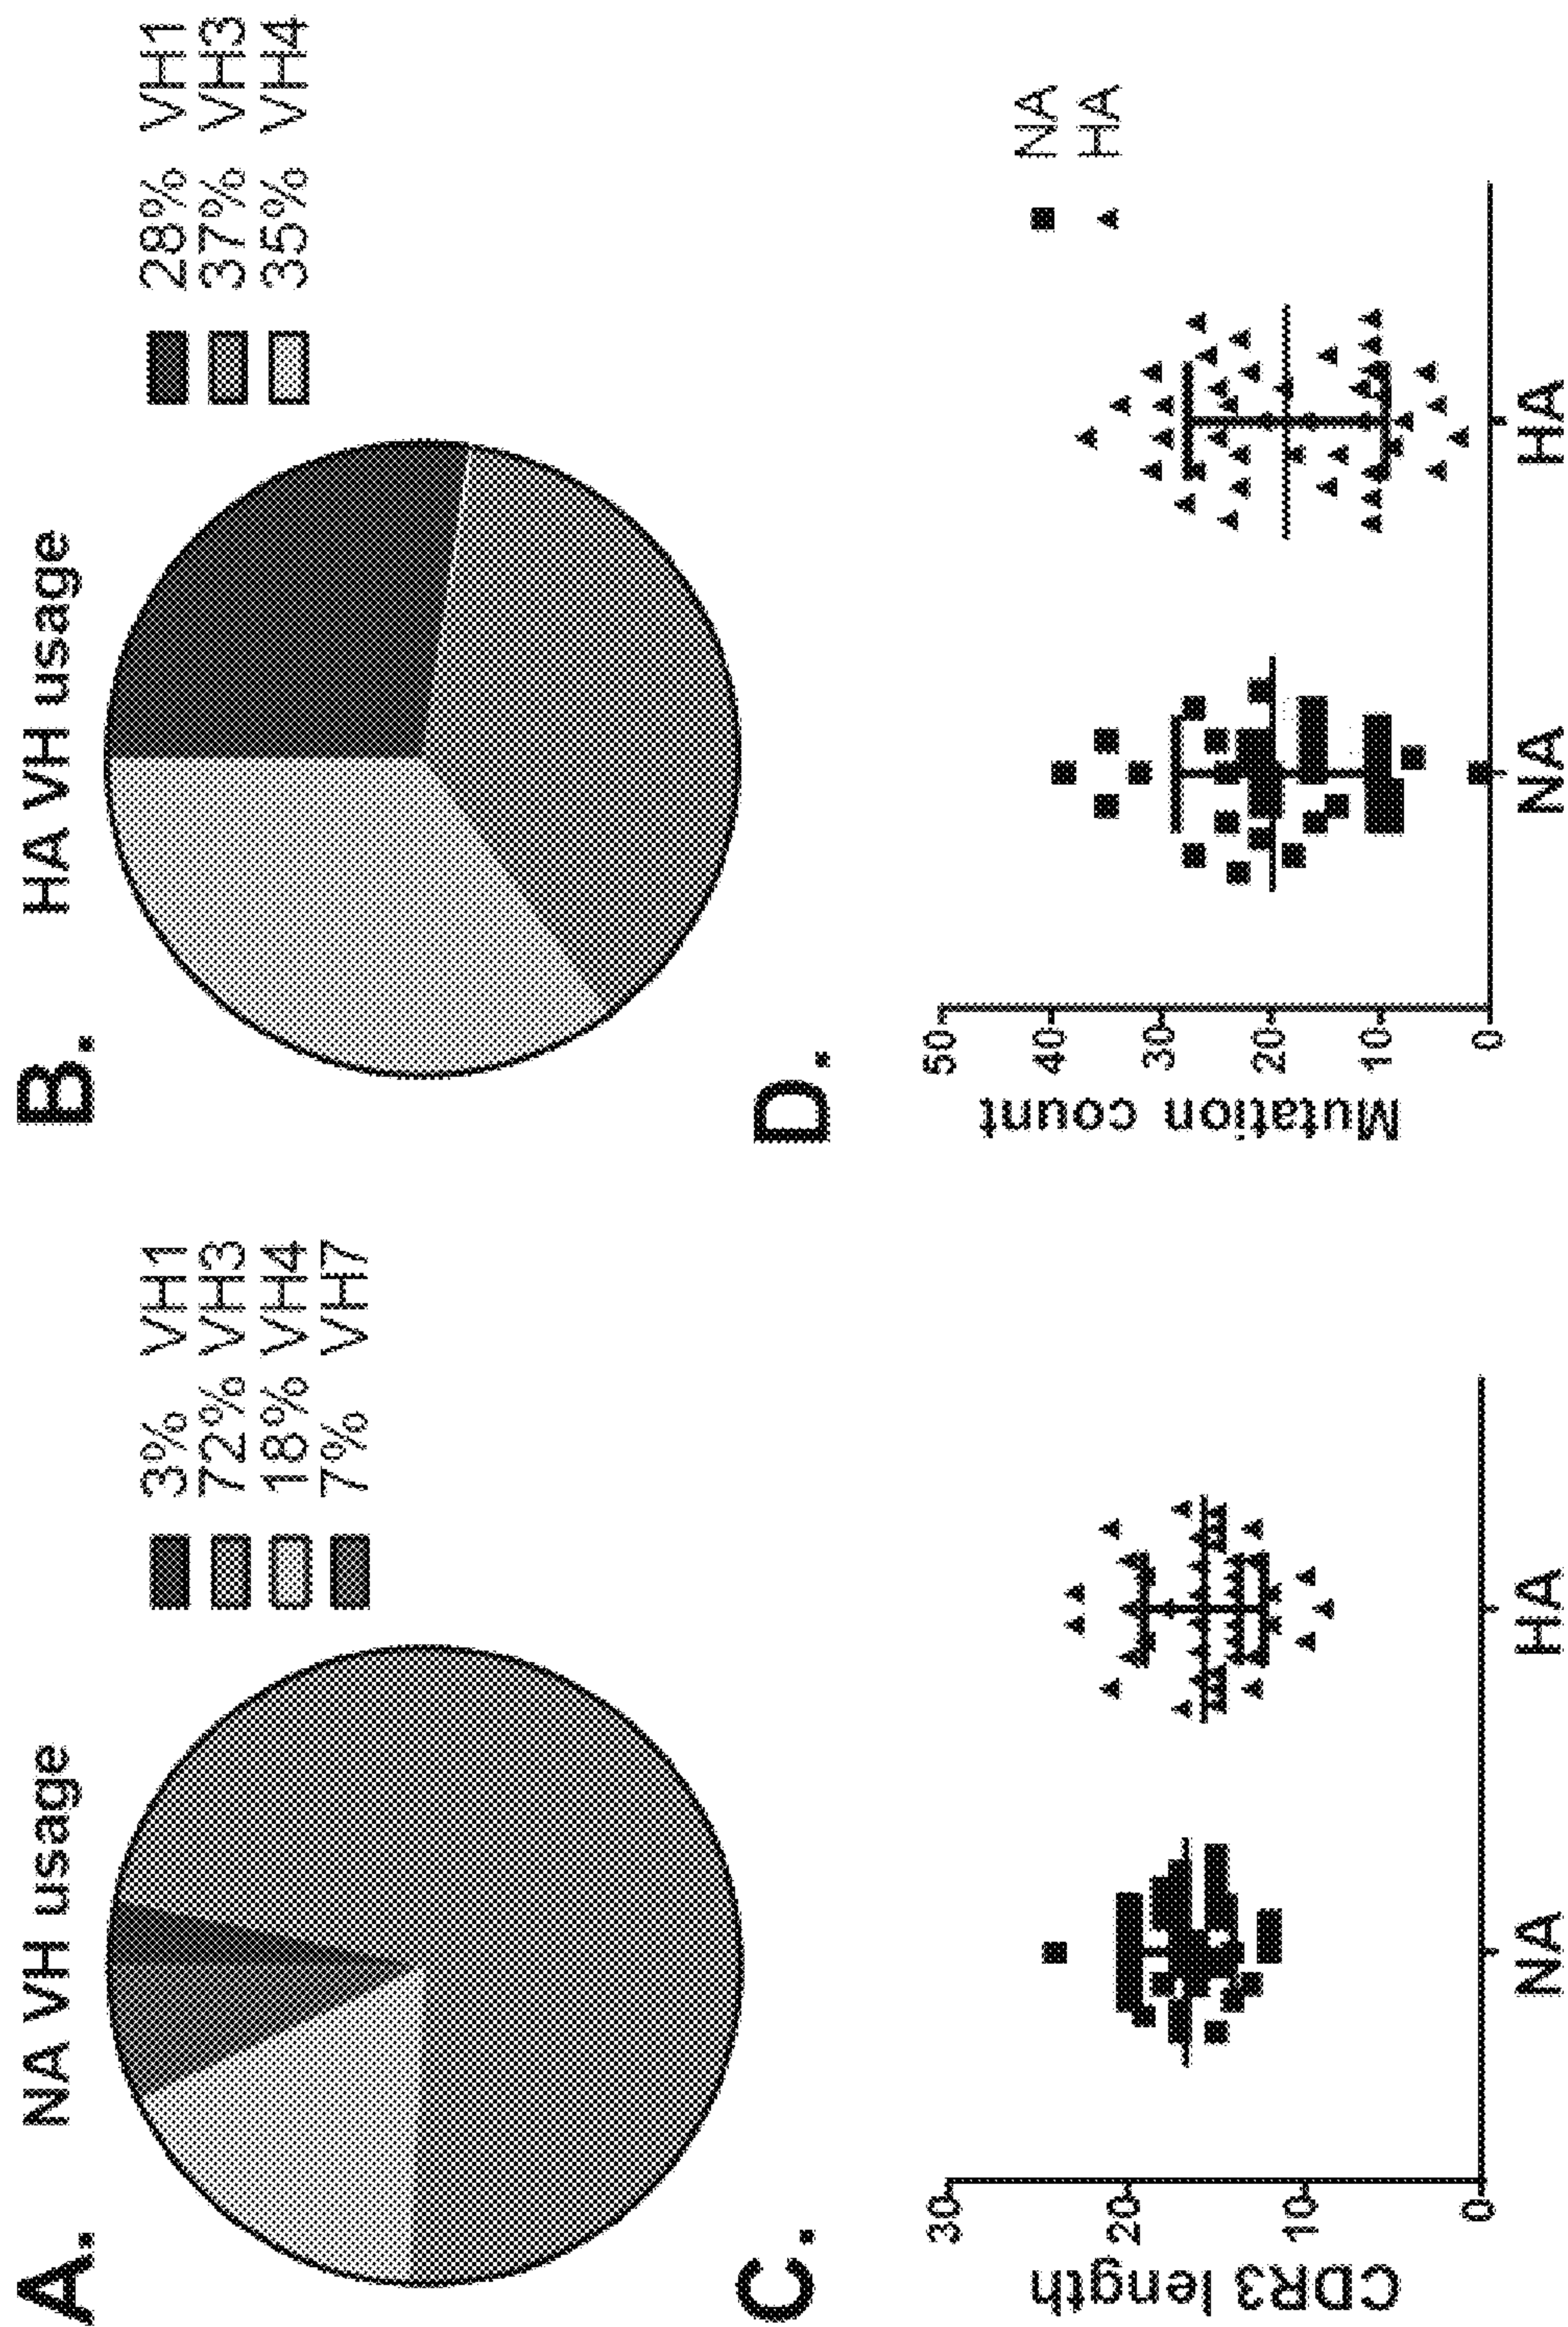 A.
NA VH usage
3% VH1
72% VH3
18% VH4
7% VH7
B.
HA VH usage
28% VH1
37% VH3
35% VH4
C.
CDR3 length
30
20
10
0
NA
HA
D.
Mutation count
50
40
30
20
10
0
NA
HA
NA
HA